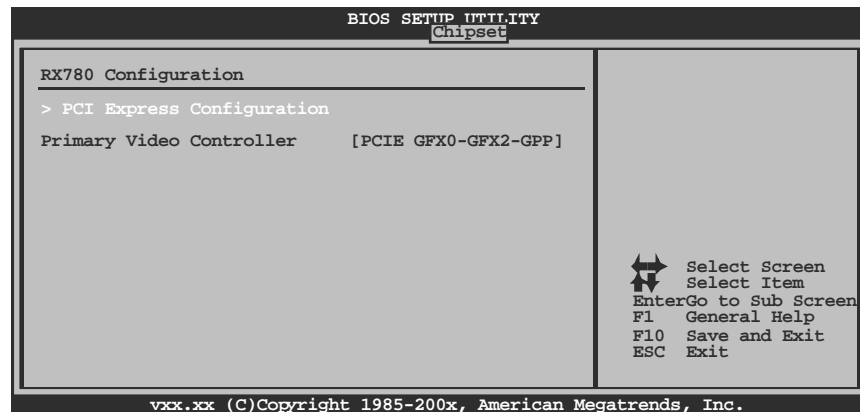 BIOS SETUP UTILITY
Chipset
RX780 Configuration
> PCI Express Configuration
Primary Video Controller [PCIE GFX0-GFX2-GPP]
Select Screen
Select Item
EnterGo to Sub Screen
F1 General Help
F10 Save and Exit
ESC Exit
vxx.xx (C)Copyright 1985-200x, American Megatrends, Inc.